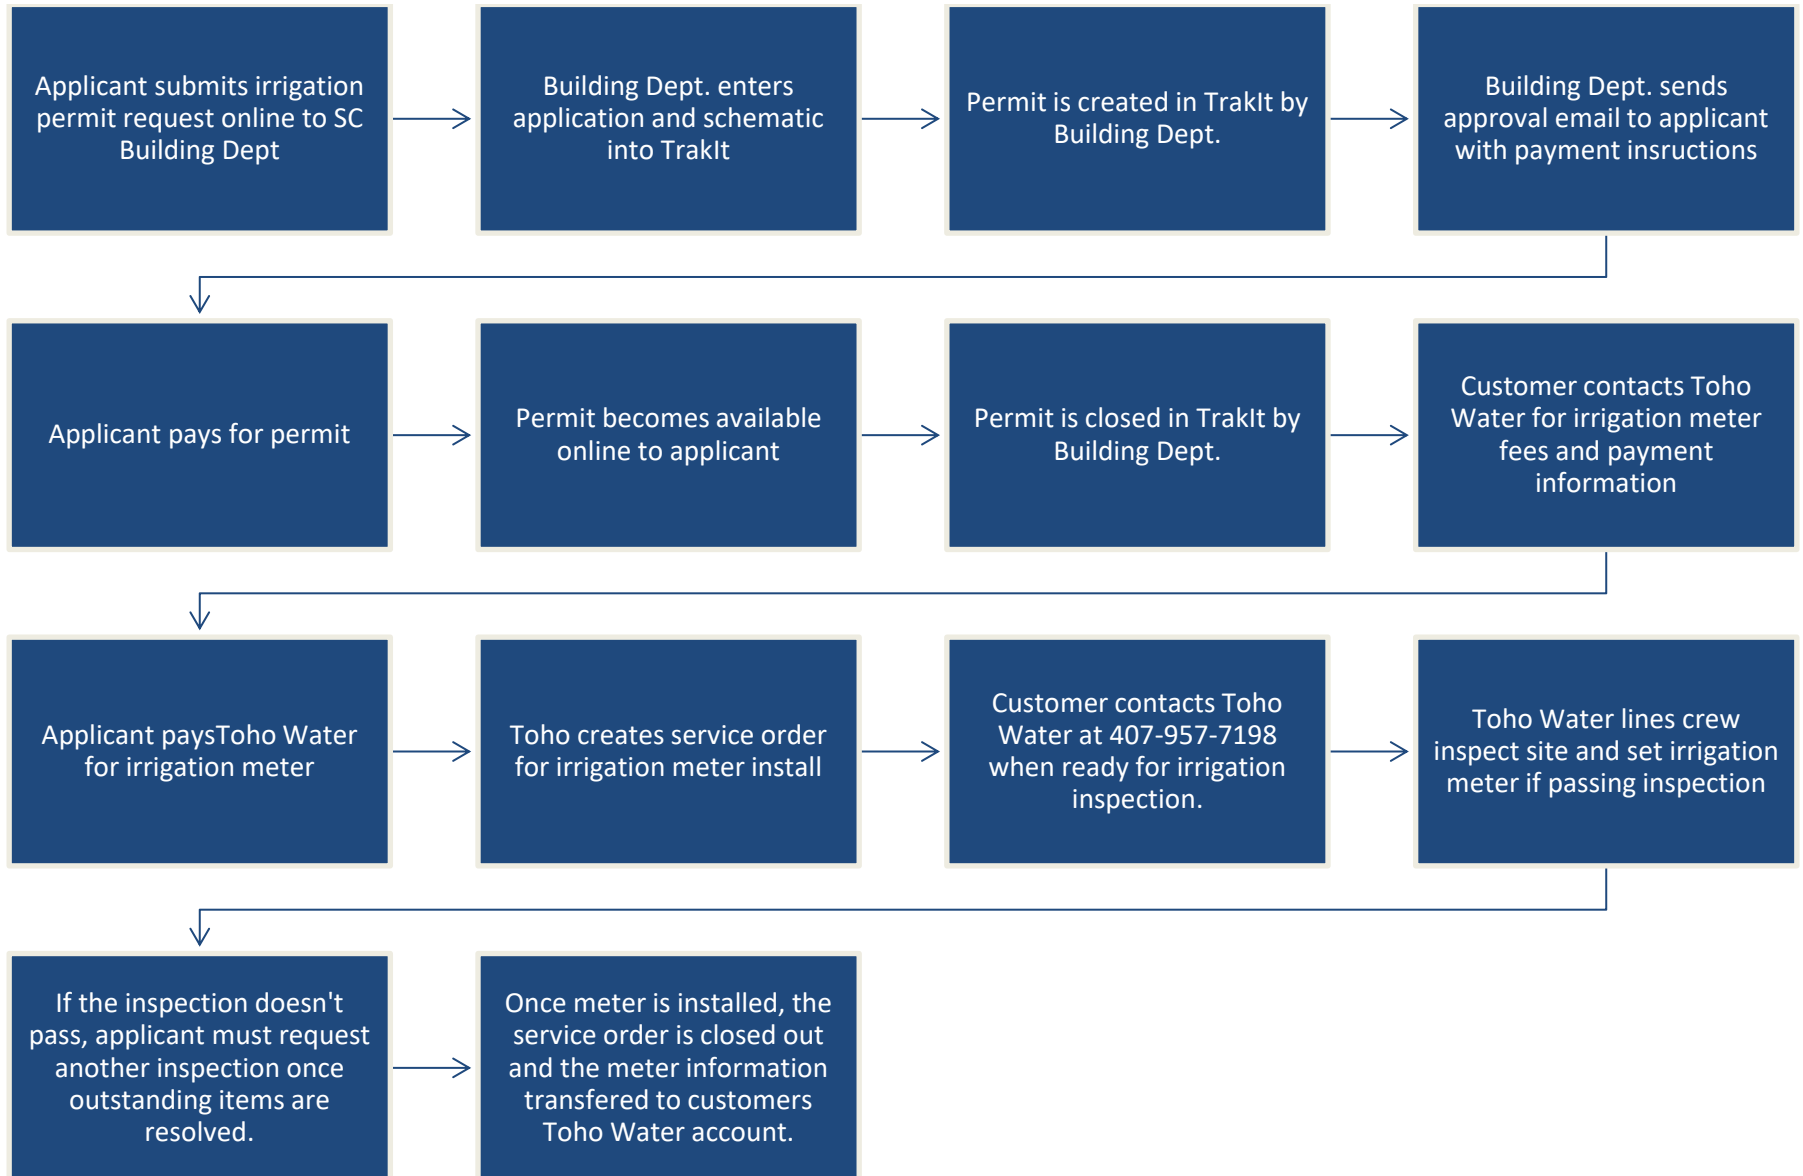 Applicant submits irrigation
permit request online to SC
Building Dept
Building Dept. enters
application and schematic
into TrakIt
Permit is created in TrakIt by
Building Dept.
Building Dept. sends
approval email to applicant
with payment insructions
Applicant pays for permit
Permit becomes available
online to applicant
Permit is closed in TrakIt by
Building Dept.
Customer contacts Toho
Water for irrigation meter
fees and payment
information
Applicant paysToho Water
for irrigation meter
Toho creates service order
for irrigation meter install
Customer contacts Toho
Water at 407-957-7198
when ready for irrigation
inspection.
Toho Water lines crew
inspect site and set irrigation
meter if passing inspection
If the inspection doesn't
pass, applicant must request
another inspection once
outstanding items are
resolved.
Once meter is installed, the
service order is closed out
and the meter information
transfered to customers
Toho Water account.